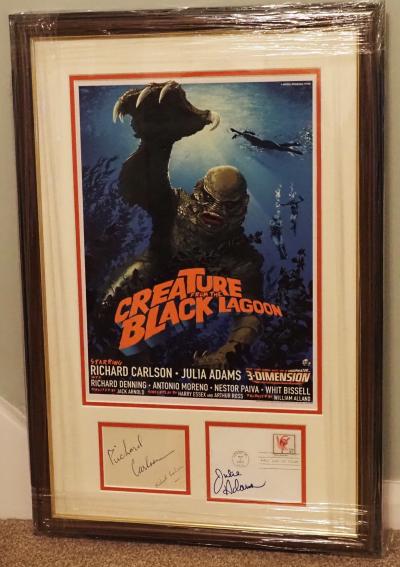 CREATURE
FROM THE
BLACK LAGOON
STARRING
RICHARD CARLSON · JULIA ADAMS
3-DIMENSION
WITH
RICHARD DENNING · ANTONIO MORENO · NESTOR PAIVA · WHIT BISSELL
DIRECTED BY JACK ARNOLD SCREENPLAY BY HARRY ESSEX AND ARTHUR ROSS PRODUCED BY WILLIAM ALLAND
Richard
Carlson
Julie
Adams